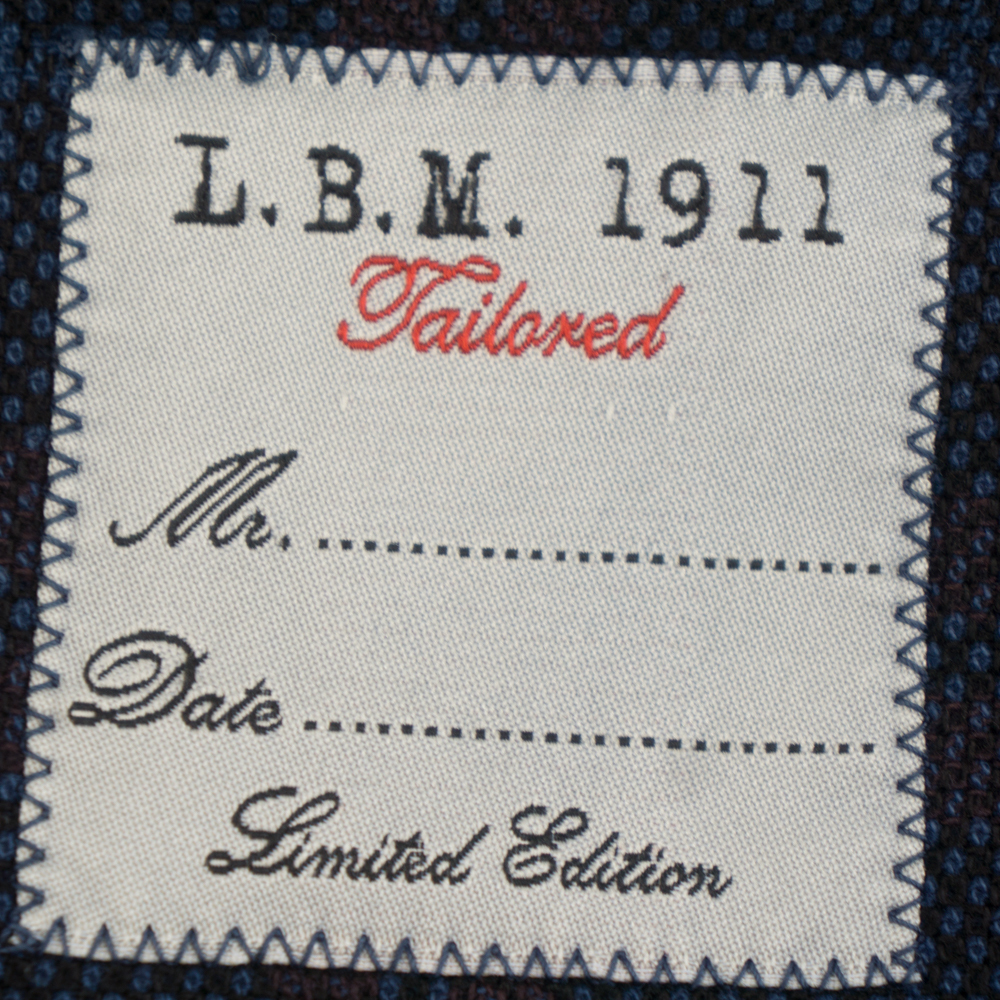 L.B.M. 1911
Tailored
Mr. ........................
Date ........................
Limited Edition